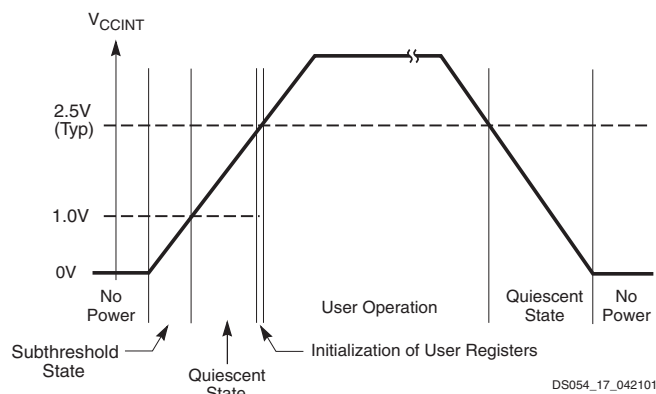 VCCINT
2.5V
(Typ)
1.0V
0V
No
Power
User Operation
Quiescent
State
No
Power
Subthreshold
State
Initialization of User Registers
Quiescent
State
DS054_17_042101